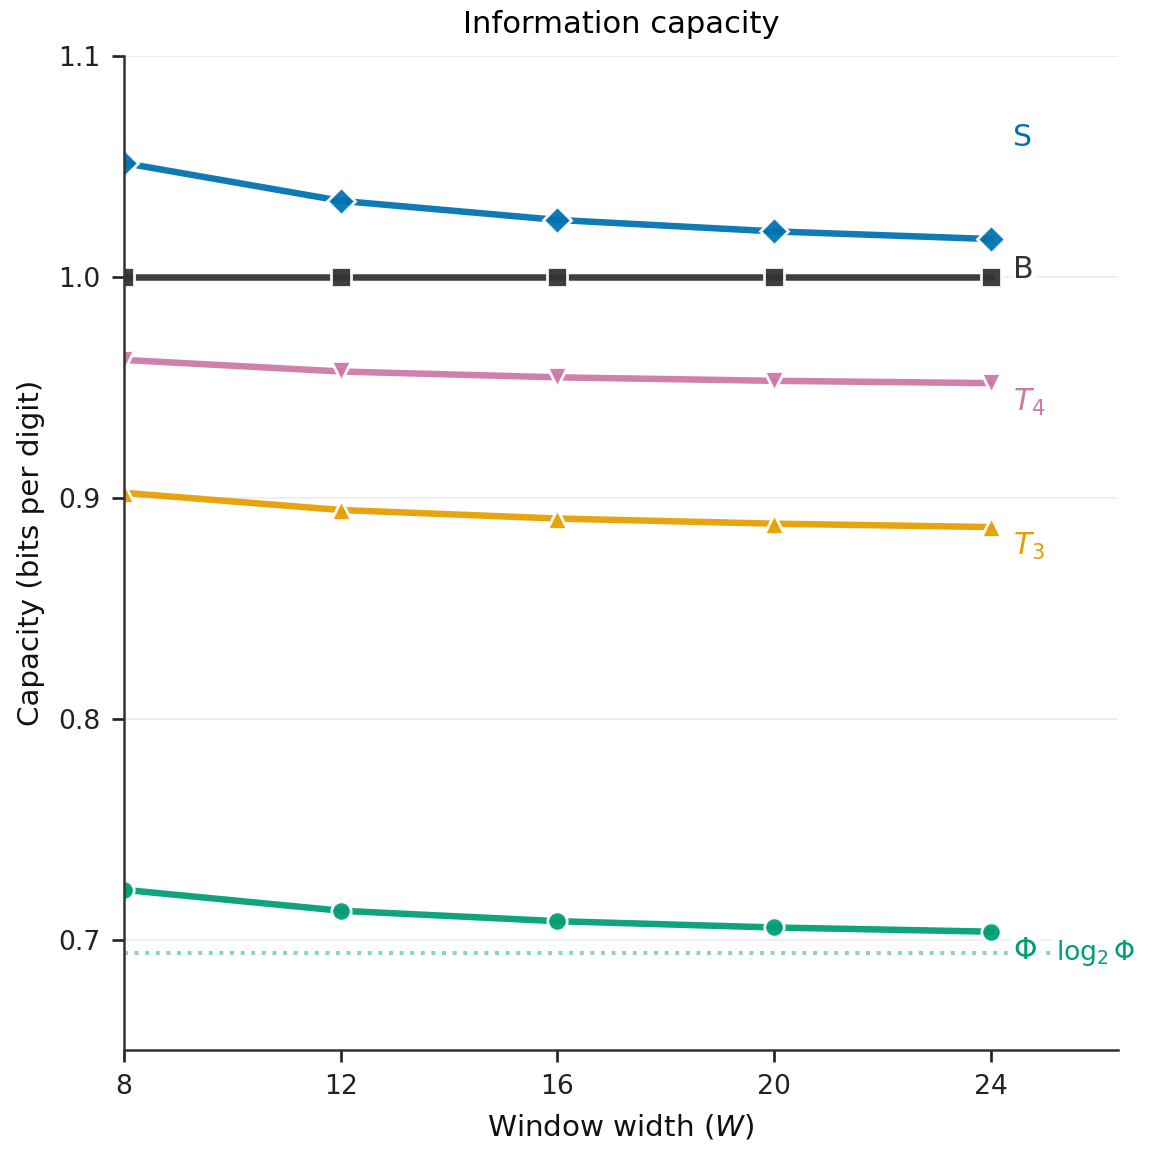 Information capacity
1.1
S
1.0
B
T₄
0.9
T₃
0.8
0.7
Φ log₂ Φ
8 12 16 20 24
Window width (W)
Capacity (bits per digit)